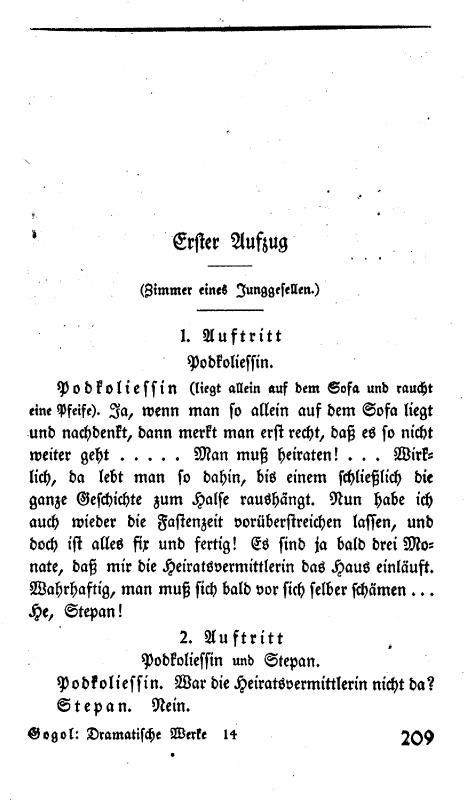 Erster Aufzug
(Zimmer eines Junggesellen.)
1. Auftritt
Podkoliessin.
Podkoliessin (liegt allein auf dem Sofa und raucht
eine Pfeife). Ja, wenn man so allein auf dem Sofa liegt
und nachdenkt, dann merkt man erst recht, daß es so nicht
weiter geht ..... Man muß heiraten! ... Wirk-
lich, da lebt man so dahin, bis einem schließlich die
ganze Geschichte zum Halse raushängt. Nun habe ich
auch wieder die Fastenzeit vorüberstreichen lassen, und
doch ist alles fix und fertig! Es sind ja bald drei Mo-
nate, daß mir die Heiratsvermittlerin das Haus einläuft.
Wahrhaftig, man muß sich bald vor sich selber schämen ...
He, Stepan!
2. Auftritt
Podkoliessin und Stepan.
Podkoliessin. War die Heiratsvermittlerin nicht da?
Stepan. Nein.
Gogol: Dramatische Werke 14
209